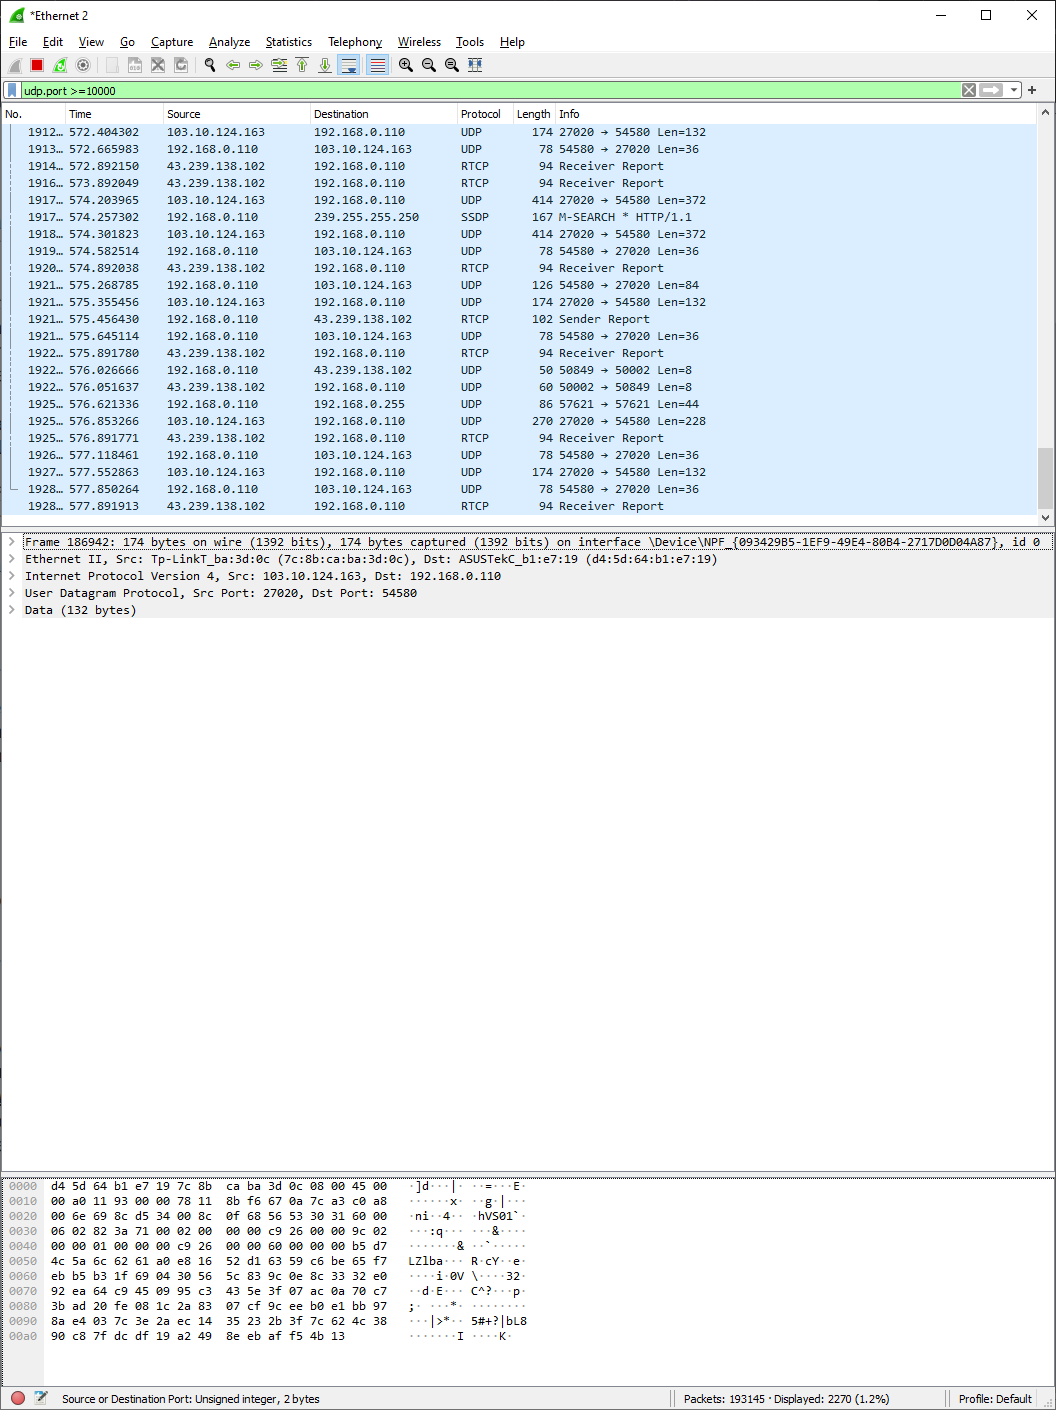 *Ethernet 2
File Edit View Go Capture Analyze Statistics Telephony Wireless Tools Help
udp.port >=10000
No. Time Source Destination Protocol Length Info
1912… 572.404302 103.10.124.163 192.168.0.110 UDP 174 27020 → 54580 Len=132
1913… 572.665983 192.168.0.110 103.10.124.163 UDP 78 54580 → 27020 Len=36
1914… 572.892150 43.239.138.102 192.168.0.110 RTCP 94 Receiver Report
1916… 573.892049 43.239.138.102 192.168.0.110 RTCP 94 Receiver Report
1917… 574.203965 103.10.124.163 192.168.0.110 UDP 414 27020 → 54580 Len=372
1917… 574.257302 192.168.0.110 239.255.255.250 SSDP 167 M-SEARCH * HTTP/1.1
1918… 574.301823 103.10.124.163 192.168.0.110 UDP 414 27020 → 54580 Len=372
1919… 574.582514 192.168.0.110 103.10.124.163 UDP 78 54580 → 27020 Len=36
1920… 574.892038 43.239.138.102 192.168.0.110 RTCP 94 Receiver Report
1921… 575.268785 192.168.0.110 103.10.124.163 UDP 126 54580 → 27020 Len=84
1921… 575.355456 103.10.124.163 192.168.0.110 UDP 174 27020 → 54580 Len=132
1921… 575.456430 192.168.0.110 43.239.138.102 RTCP 102 Sender Report
1921… 575.645114 192.168.0.110 103.10.124.163 UDP 78 54580 → 27020 Len=36
1922… 575.891780 43.239.138.102 192.168.0.110 RTCP 94 Receiver Report
1922… 576.026666 192.168.0.110 43.239.138.102 UDP 50 50849 → 50002 Len=8
1922… 576.051637 43.239.138.102 192.168.0.110 UDP 60 50002 → 50849 Len=8
1925… 576.621336 192.168.0.110 192.168.0.255 UDP 86 57621 → 57621 Len=44
1925… 576.853266 103.10.124.163 192.168.0.110 UDP 270 27020 → 54580 Len=228
1925… 576.891771 43.239.138.102 192.168.0.110 RTCP 94 Receiver Report
1926… 577.118461 192.168.0.110 103.10.124.163 UDP 78 54580 → 27020 Len=36
1927… 577.552863 103.10.124.163 192.168.0.110 UDP 174 27020 → 54580 Len=132
1928… 577.850264 192.168.0.110 103.10.124.163 UDP 78 54580 → 27020 Len=36
1928… 577.891913 43.239.138.102 192.168.0.110 RTCP 94 Receiver Report
Frame 186942: 174 bytes on wire (1392 bits), 174 bytes captured (1392 bits) on interface \Device\NPF_{093429B5-1EF9-49E4-80B4-2717D0D04A87}, id 0
Ethernet II, Src: Tp-LinkT_ba:3d:0c (7c:8b:ca:ba:3d:0c), Dst: ASUSTekC_b1:e7:19 (d4:5d:64:b1:e7:19)
Internet Protocol Version 4, Src: 103.10.124.163, Dst: 192.168.0.110
User Datagram Protocol, Src Port: 27020, Dst Port: 54580
Data (132 bytes)
0000 d4 5d 64 b1 e7 19 7c 8b ca ba 3d 0c 08 00 45 00 ·]d···|· ··=···E·
0010 00 a0 11 93 00 00 78 11 8b f6 67 0a 7c a3 c0 a8 ······x· ··g·|···
0020 00 6e 69 8c d5 34 00 8c 0f 68 56 53 30 31 60 00 ·ni··4·· ·hVS01`·
0030 06 02 82 3a 71 00 02 00 00 00 c9 26 00 00 9c 02 ···:q··· ···&····
0040 00 00 01 00 00 00 c9 26 00 00 60 00 00 00 b5 d7 ·······& ··`·····
0050 4c 5a 6c 62 61 a0 e8 16 52 d1 63 59 c6 be 65 f7 LZlba··· R·cY··e·
0060 eb b5 b3 1f 69 04 30 56 5c 83 9c 0e 8c 33 32 e0 ····i·0V \····32·
0070 92 ea 64 c9 45 09 95 c3 43 5e 3f 07 ac 0a 70 c7 ··d·E··· C^?···p·
0080 3b ad 20 fe 08 1c 2a 83 07 cf 9c ee b0 e1 bb 97 ;· ···*· ········
0090 8a e4 03 7c 3e 2a ec 14 35 23 2b 3f 7c 62 4c 38 ···|>*·· 5#+?|bL8
00a0 90 c8 7f dc df 19 a2 49 8e eb af f5 4b 13 ·······I ····K·
Source or Destination Port: Unsigned integer, 2 bytes Packets: 193145 · Displayed: 2270 (1.2%) Profile: Default